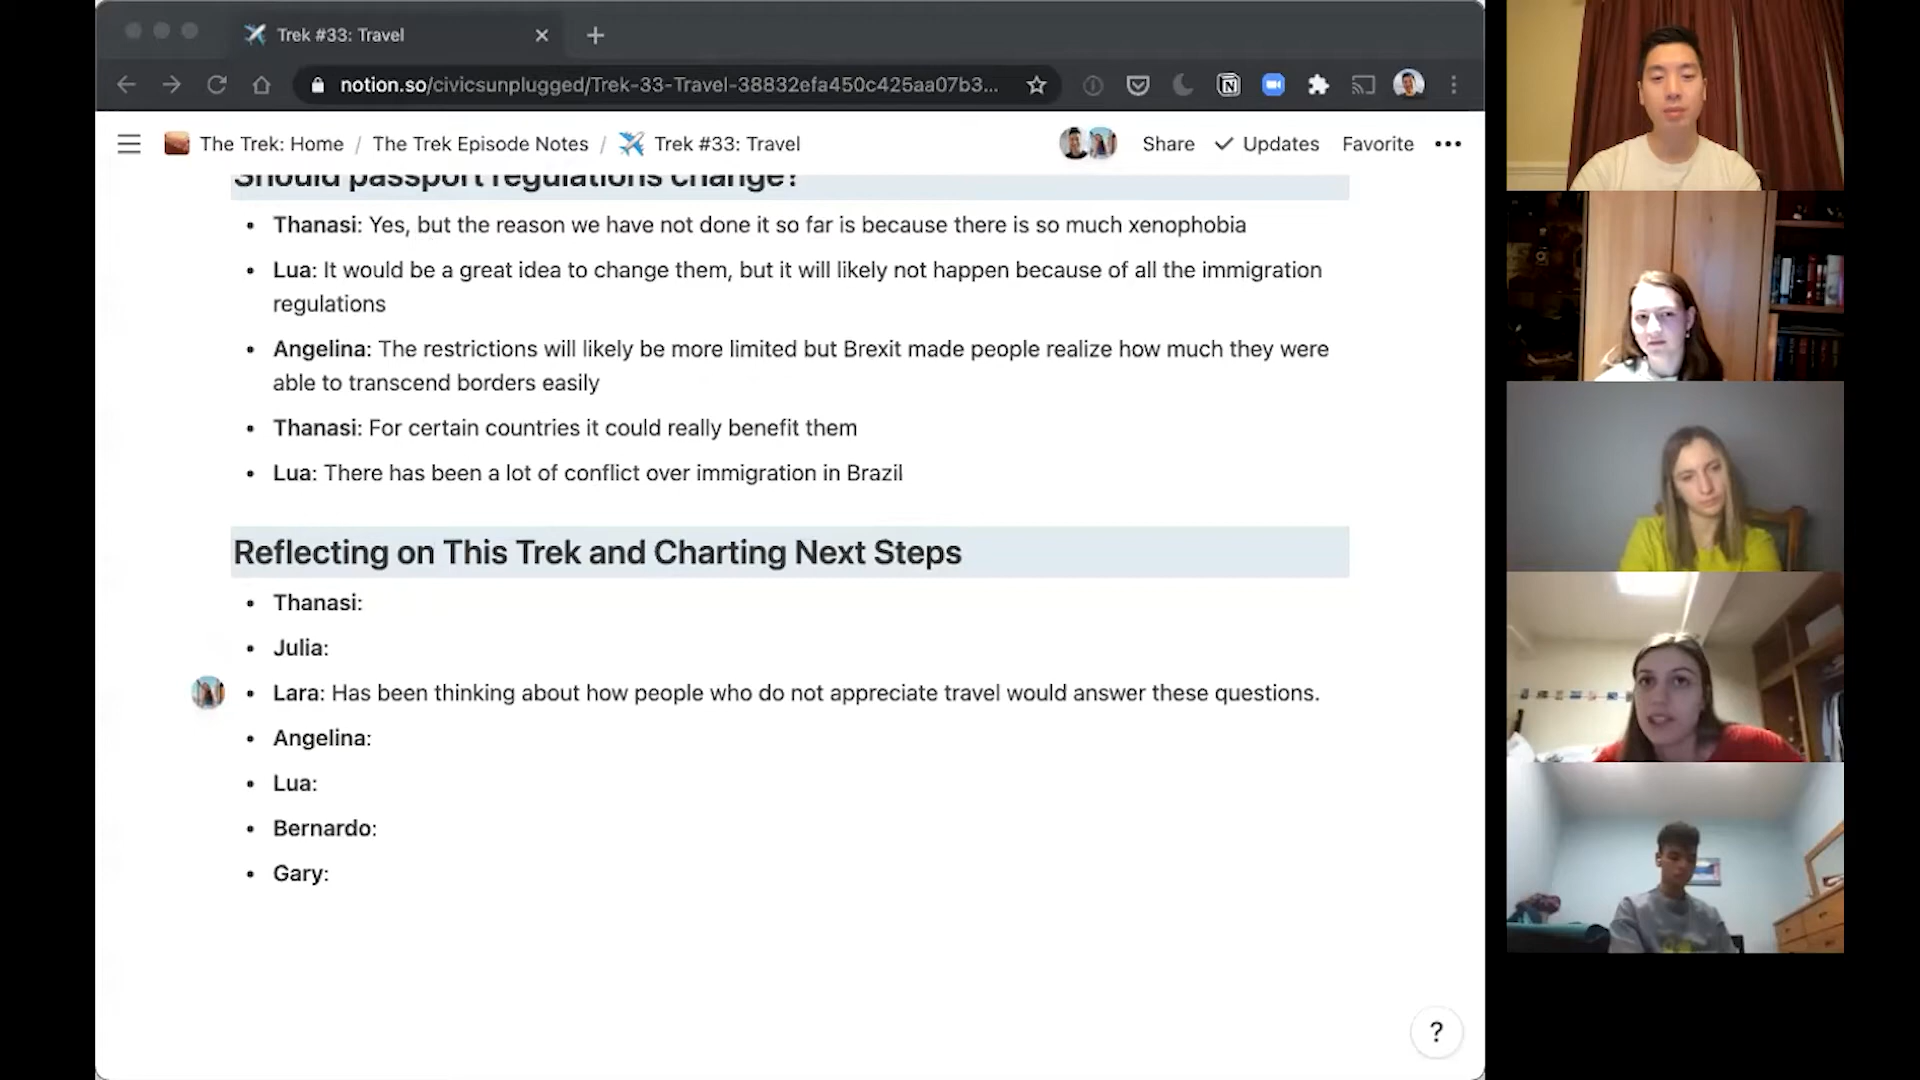 Trek #33: Travel
notion.so/civicsunplugged/Trek-33-Travel-38832efa450c425aa07b3...
The Trek: Home / The Trek Episode Notes / Trek #33: Travel
Share
Updates
Favorite
Should passport regulations change?
• Thanasi: Yes, but the reason we have not done it so far is because there is so much xenophobia
• Lua: It would be a great idea to change them, but it will likely not happen because of all the immigration
regulations
• Angelina: The restrictions will likely be more limited but Brexit made people realize how much they were
able to transcend borders easily
• Thanasi: For certain countries it could really benefit them
• Lua: There has been a lot of conflict over immigration in Brazil
Reflecting on This Trek and Charting Next Steps
• Thanasi:
• Julia:
• Lara: Has been thinking about how people who do not appreciate travel would answer these questions.
• Angelina:
• Lua:
• Bernardo:
• Gary:
?